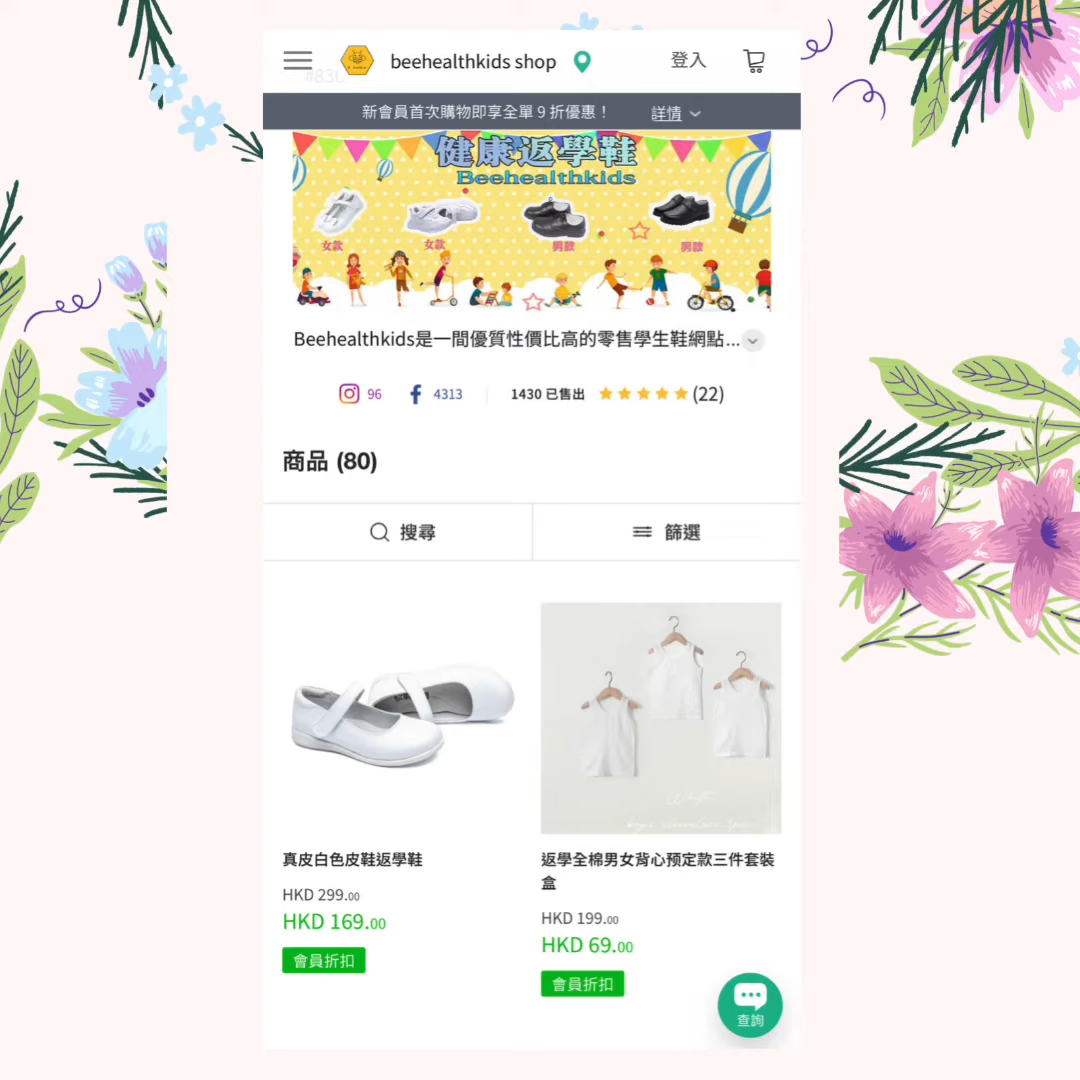 beehealthkids shop
登入
新會員首次購物即享全單 9 折優惠！
詳情
健康返學鞋
Beehealthkids
女款
女款
男款
男款
Beehealthkids是一間優質性價比高的零售學生鞋網點...
96
4313
1430 已售出
(22)
商品 (80)
搜尋
篩選
真皮白色皮鞋返學鞋
HKD 299.00
HKD 169.00
會員折扣
返學全棉男女背心预定款三件套裝
盒
HKD 199.00
HKD 69.00
會員折扣
查詢